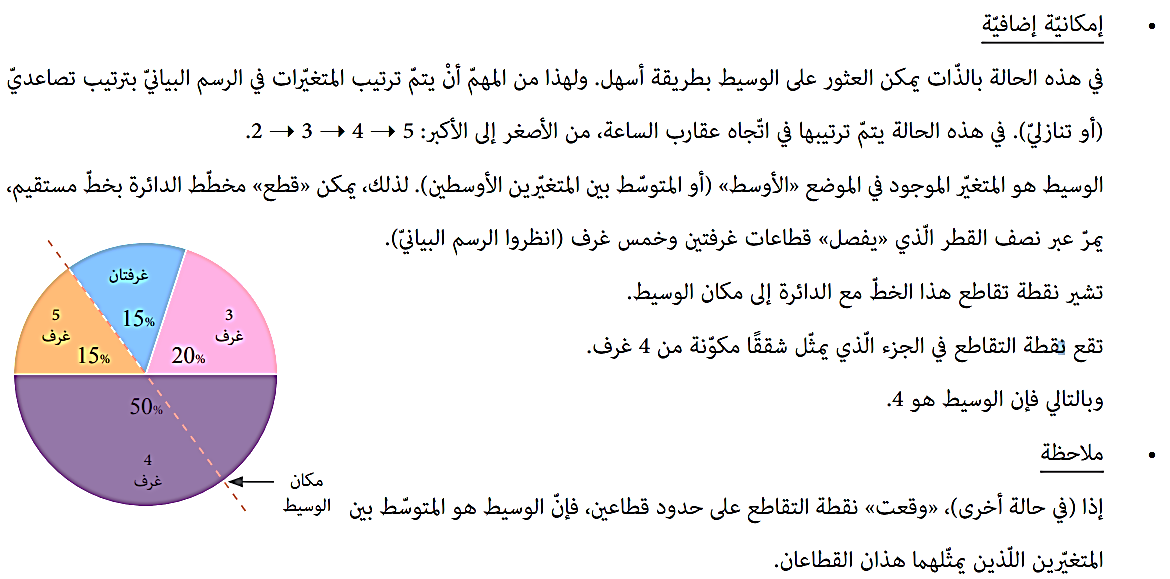 • إمكانيّة إضافيّة
في هذه الحالة بالذّات يمكن العثور على الوسيط بطريقة أسهل. ولهذا من المهمّ أنْ يتمّ ترتيب المتغيّرات في الرسم البيانيّ بترتيب تصاعديّ
(أو تنازليّ). في هذه الحالة يتمّ ترتيبها في اتّجاه عقارب الساعة، من الأصغر إلى الأكبر: 2 ← 3 ← 4 ← 5.
الوسيط هو المتغيّر الموجود في الموضع «الأوسط» (أو المتوسّط بين المتغيّرين الأوسطين). لذلك، يمكن «قطع» مخطّط الدائرة بخطّ مستقيم،
يمرّ عبر نصف القطر الّذي «يفصل» قطاعات غرفتين وخمس غرف (انظروا الرسم البيانيّ).
تشير نقطة تقاطع هذا الخطّ مع الدائرة إلى مكان الوسيط.
تقع نقطة التقاطع في الجزء الّذي يمثّل شققًا مكوّنة من 4 غرف.
وبالتالي فإن الوسيط هو 4.
غرفتان
15%
3
غرف
20%
5
غرف
15%
50%
4
غرف
مكان
الوسيط
• ملاحظة
إذا (في حالة أخرى)، «وقعت» نقطة التقاطع على حدود قطاعين، فإنّ الوسيط هو المتوسّط بين
المتغيّرين اللّذين يمثّلهما هذان القطاعان.